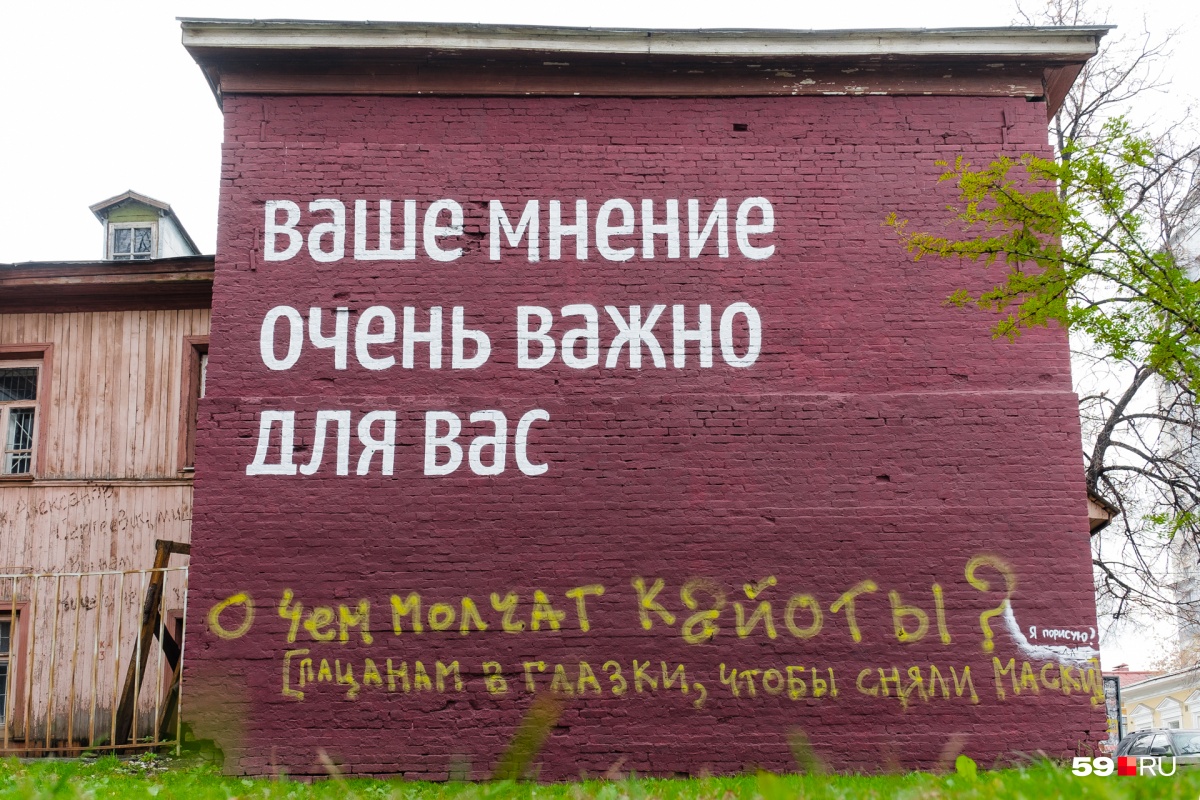 ваше мнение
очень важно
для вас
О чем молчат кайоты?
Я порисую?
[пацанам в глазки, чтобы сняли маски]
59.RU